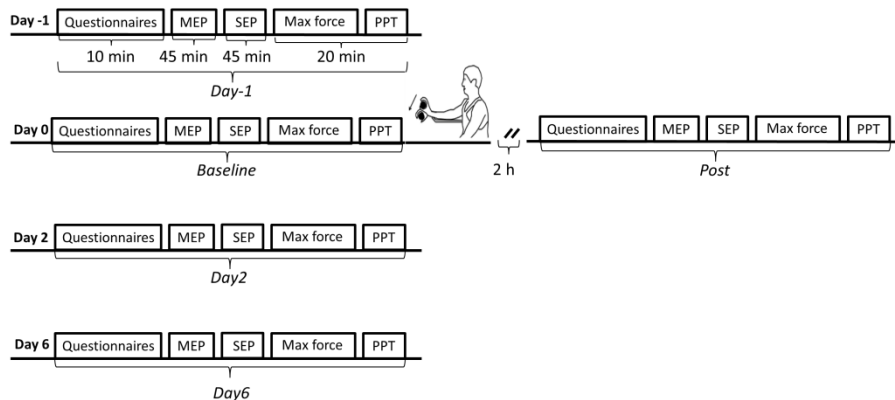 Day -1 Questionnaires MEP SEP Max force PPT
10 min 45 min 45 min 20 min
Day-1
Day 0 Questionnaires MEP SEP Max force PPT Questionnaires MEP SEP Max force PPT
Baseline 2 h Post
Day 2 Questionnaires MEP SEP Max force PPT
Day2
Day 6 Questionnaires MEP SEP Max force PPT
Day6